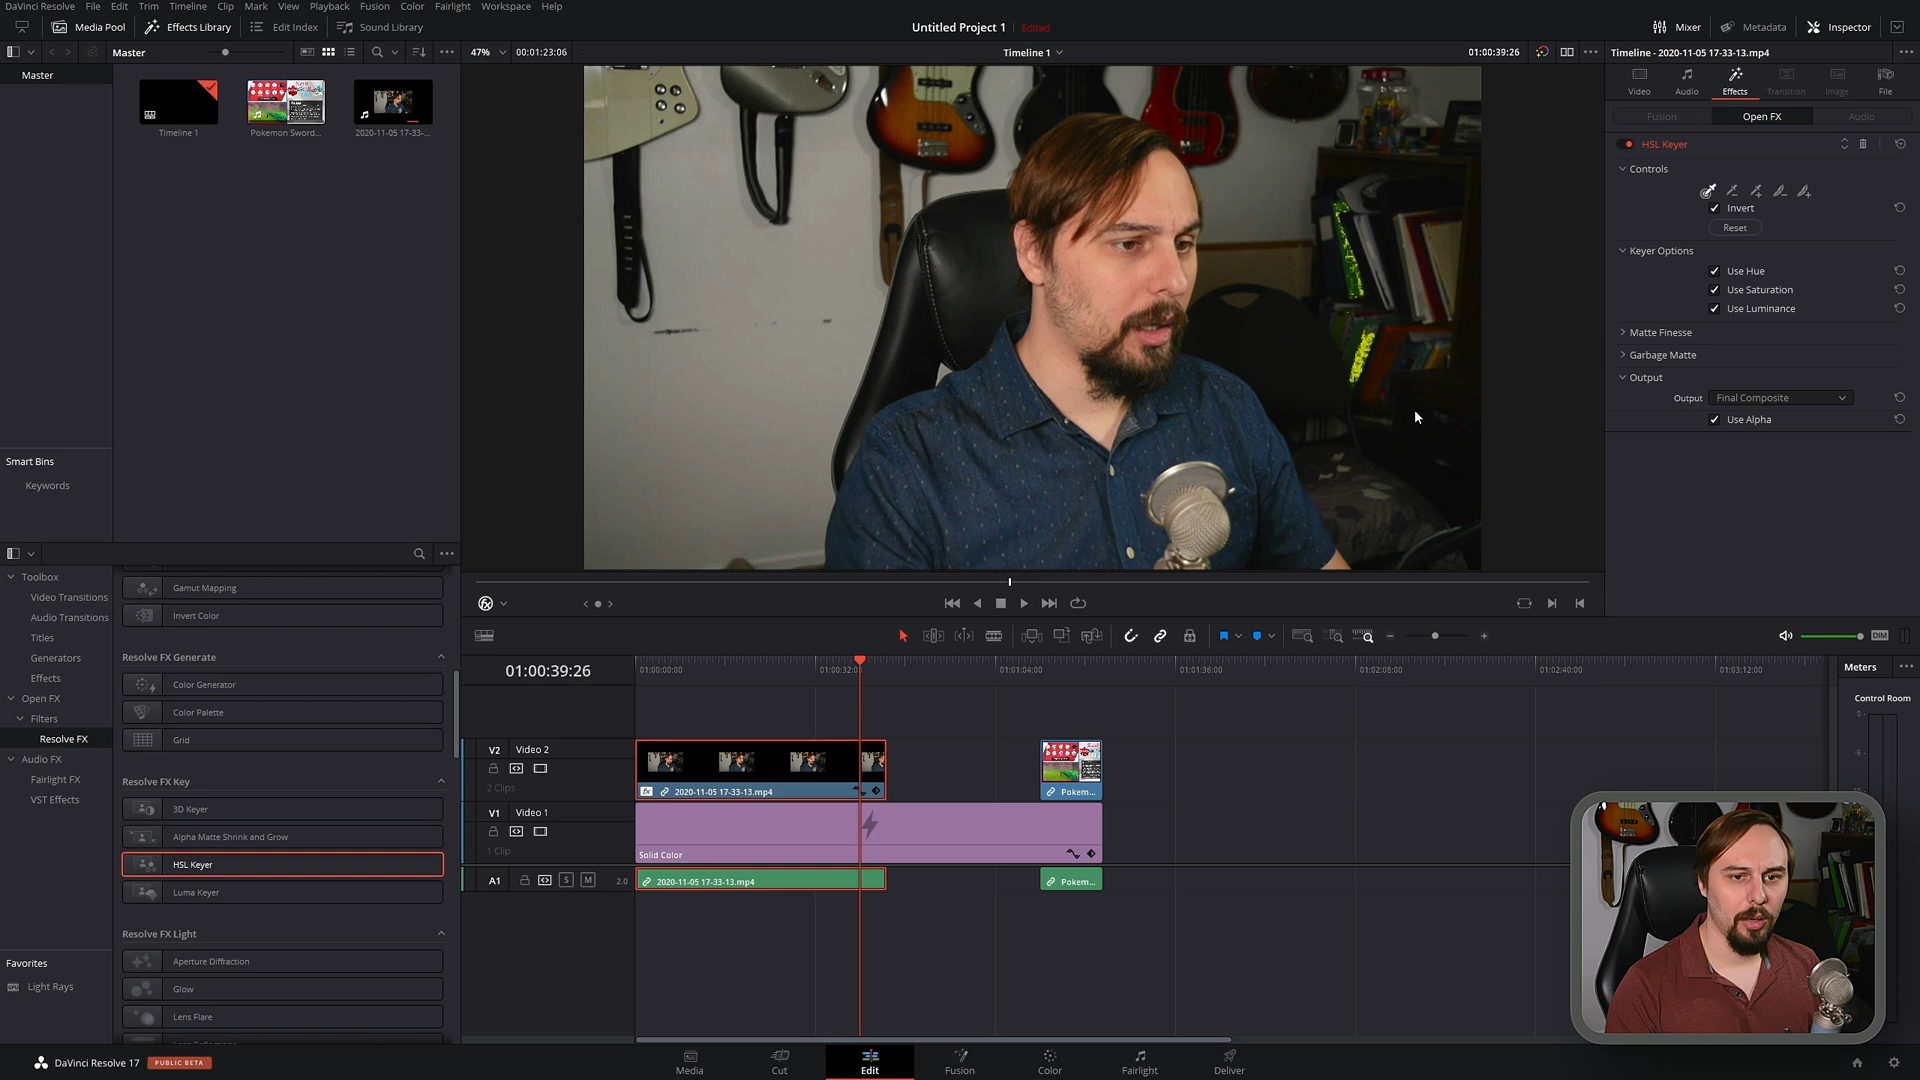 DaVinci Resolve File Edit Trim Timeline Clip Mark View Playback Fusion Color Fairlight Workspace Help
Media Pool Effects Library Edit Index Sound Library
Untitled Project 1 Edited
Mixer Metadata Inspector
Master
47% 00:01:23:06
Timeline 1
01:00:39:26
Timeline - 2020-11-05 17-33-13.mp4
Master
Timeline 1
Pokemon Sword...
2020-11-05 17-33-...
Video Audio Effects Transition Image File
Fusion Open FX Audio
HSL Keyer
Controls
Invert
Reset
Keyer Options
Use Hue
Use Saturation
Use Luminance
Matte Finesse
Garbage Matte
Output
Output Final Composite
Use Alpha
Smart Bins
Keywords
Toolbox
Video Transitions
Audio Transitions
Titles
Generators
Effects
Open FX
Filters
Resolve FX
Audio FX
Fairlight FX
VST Effects
Favorites
Light Rays
Gamut Mapping
Invert Color
Resolve FX Generate
Color Generator
Color Palette
Grid
Resolve FX Key
3D Keyer
Alpha Matte Shrink and Grow
HSL Keyer
Luma Keyer
Resolve FX Light
Aperture Diffraction
Glow
Lens Flare
DIM
01:00:39:26
01:00:00:00 01:00:32:00 01:01:04:00 01:01:36:00 01:02:08:00 01:02:40:00 01:03:12:00
Meters
Control Room
0
-5
V2 Video 2
2 Clips
fx 2020-11-05 17-33-13.mp4
Pokem...
V1 Video 1
1 Clip
Solid Color
A1 S M 2.0
2020-11-05 17-33-13.mp4
Pokem...
DaVinci Resolve 17 PUBLIC BETA
Media Cut Edit Fusion Color Fairlight Deliver